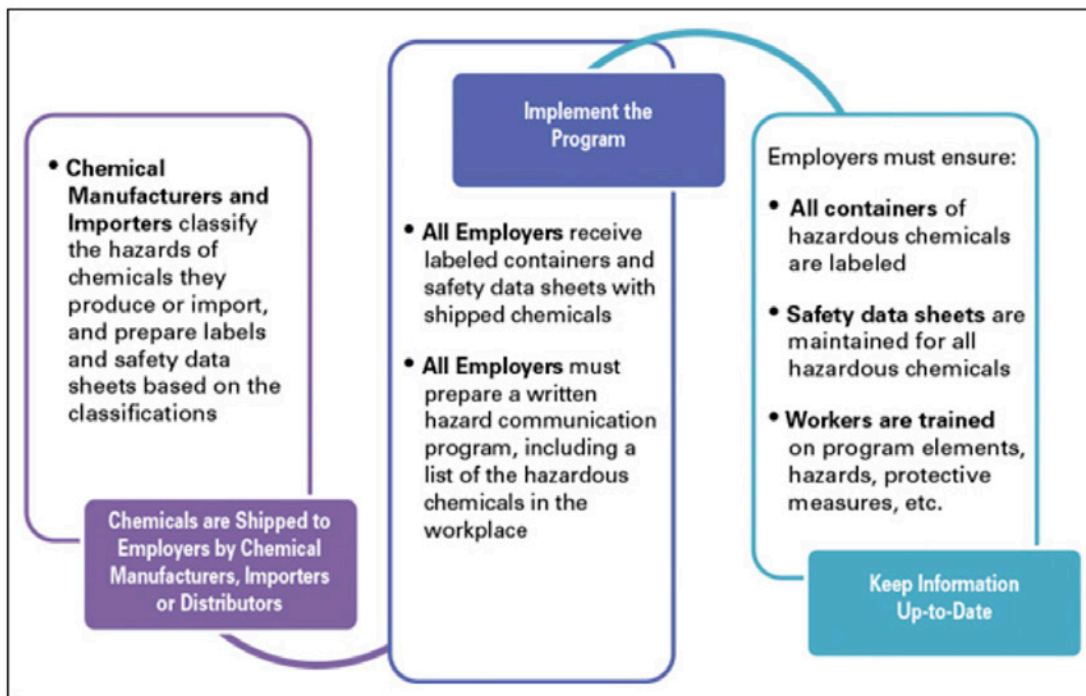 • Chemical
Manufacturers and
Importers classify
the hazards of
chemicals they
produce or import,
and prepare labels
and safety data
sheets based on the
classifications
Chemicals are Shipped to
Employers by Chemical
Manufacturers, Importers
or Distributors
Implement the
Program
• All Employers receive
labeled containers and
safety data sheets with
shipped chemicals
• All Employers must
prepare a written
hazard communication
program, including a
list of the hazardous
chemicals in the
workplace
Employers must ensure:
• All containers of
hazardous chemicals
are labeled
• Safety data sheets are
maintained for all
hazardous chemicals
• Workers are trained
on program elements,
hazards, protective
measures, etc.
Keep Information
Up-to-Date